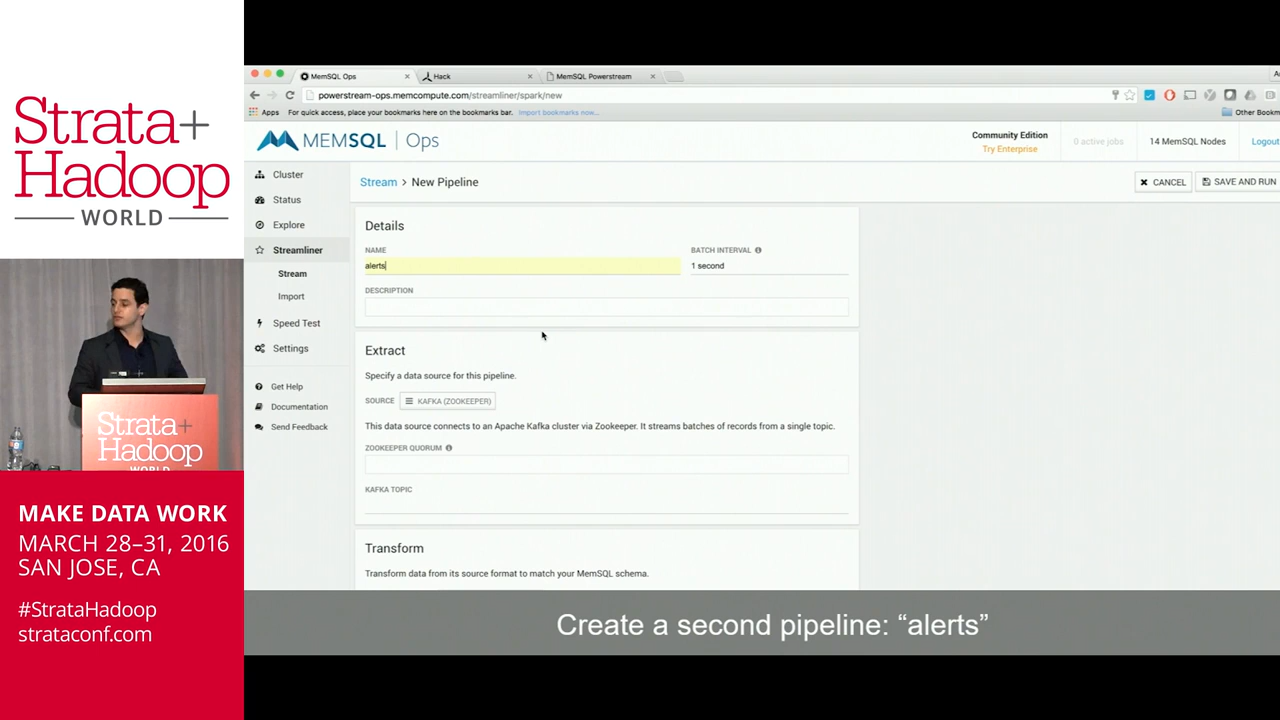 Strata+
Hadoop
WORLD
Strata+
Hadoop
WORLD
MAKE DATA WORK
MARCH 28–31, 2016
SAN JOSE, CA
#StrataHadoop
strataconf.com
MemSQL Ops
Hack
MemSQL Powerstream
powerstream-ops.memcompute.com/streamliner/spark/new
Apps For quick access, place your bookmarks here on the bookmarks bar. Import bookmarks now... Other Bookm
MEMSQL | Ops
Community Edition
Try Enterprise
0 active jobs
14 MemSQL Nodes
Logout
Cluster
Status
Explore
Streamliner
Stream
Import
Speed Test
Settings
Get Help
Documentation
Send Feedback
Stream > New Pipeline
CANCEL
SAVE AND RUN
Details
NAME
alerts
BATCH INTERVAL
1 second
DESCRIPTION
Extract
Specify a data source for this pipeline.
SOURCE KAFKA (ZOOKEEPER)
This data source connects to an Apache Kafka cluster via Zookeeper. It streams batches of records from a single topic.
ZOOKEEPER QUORUM
KAFKA TOPIC
Transform
Transform data from its source format to match your MemSQL schema.
Create a second pipeline: “alerts”